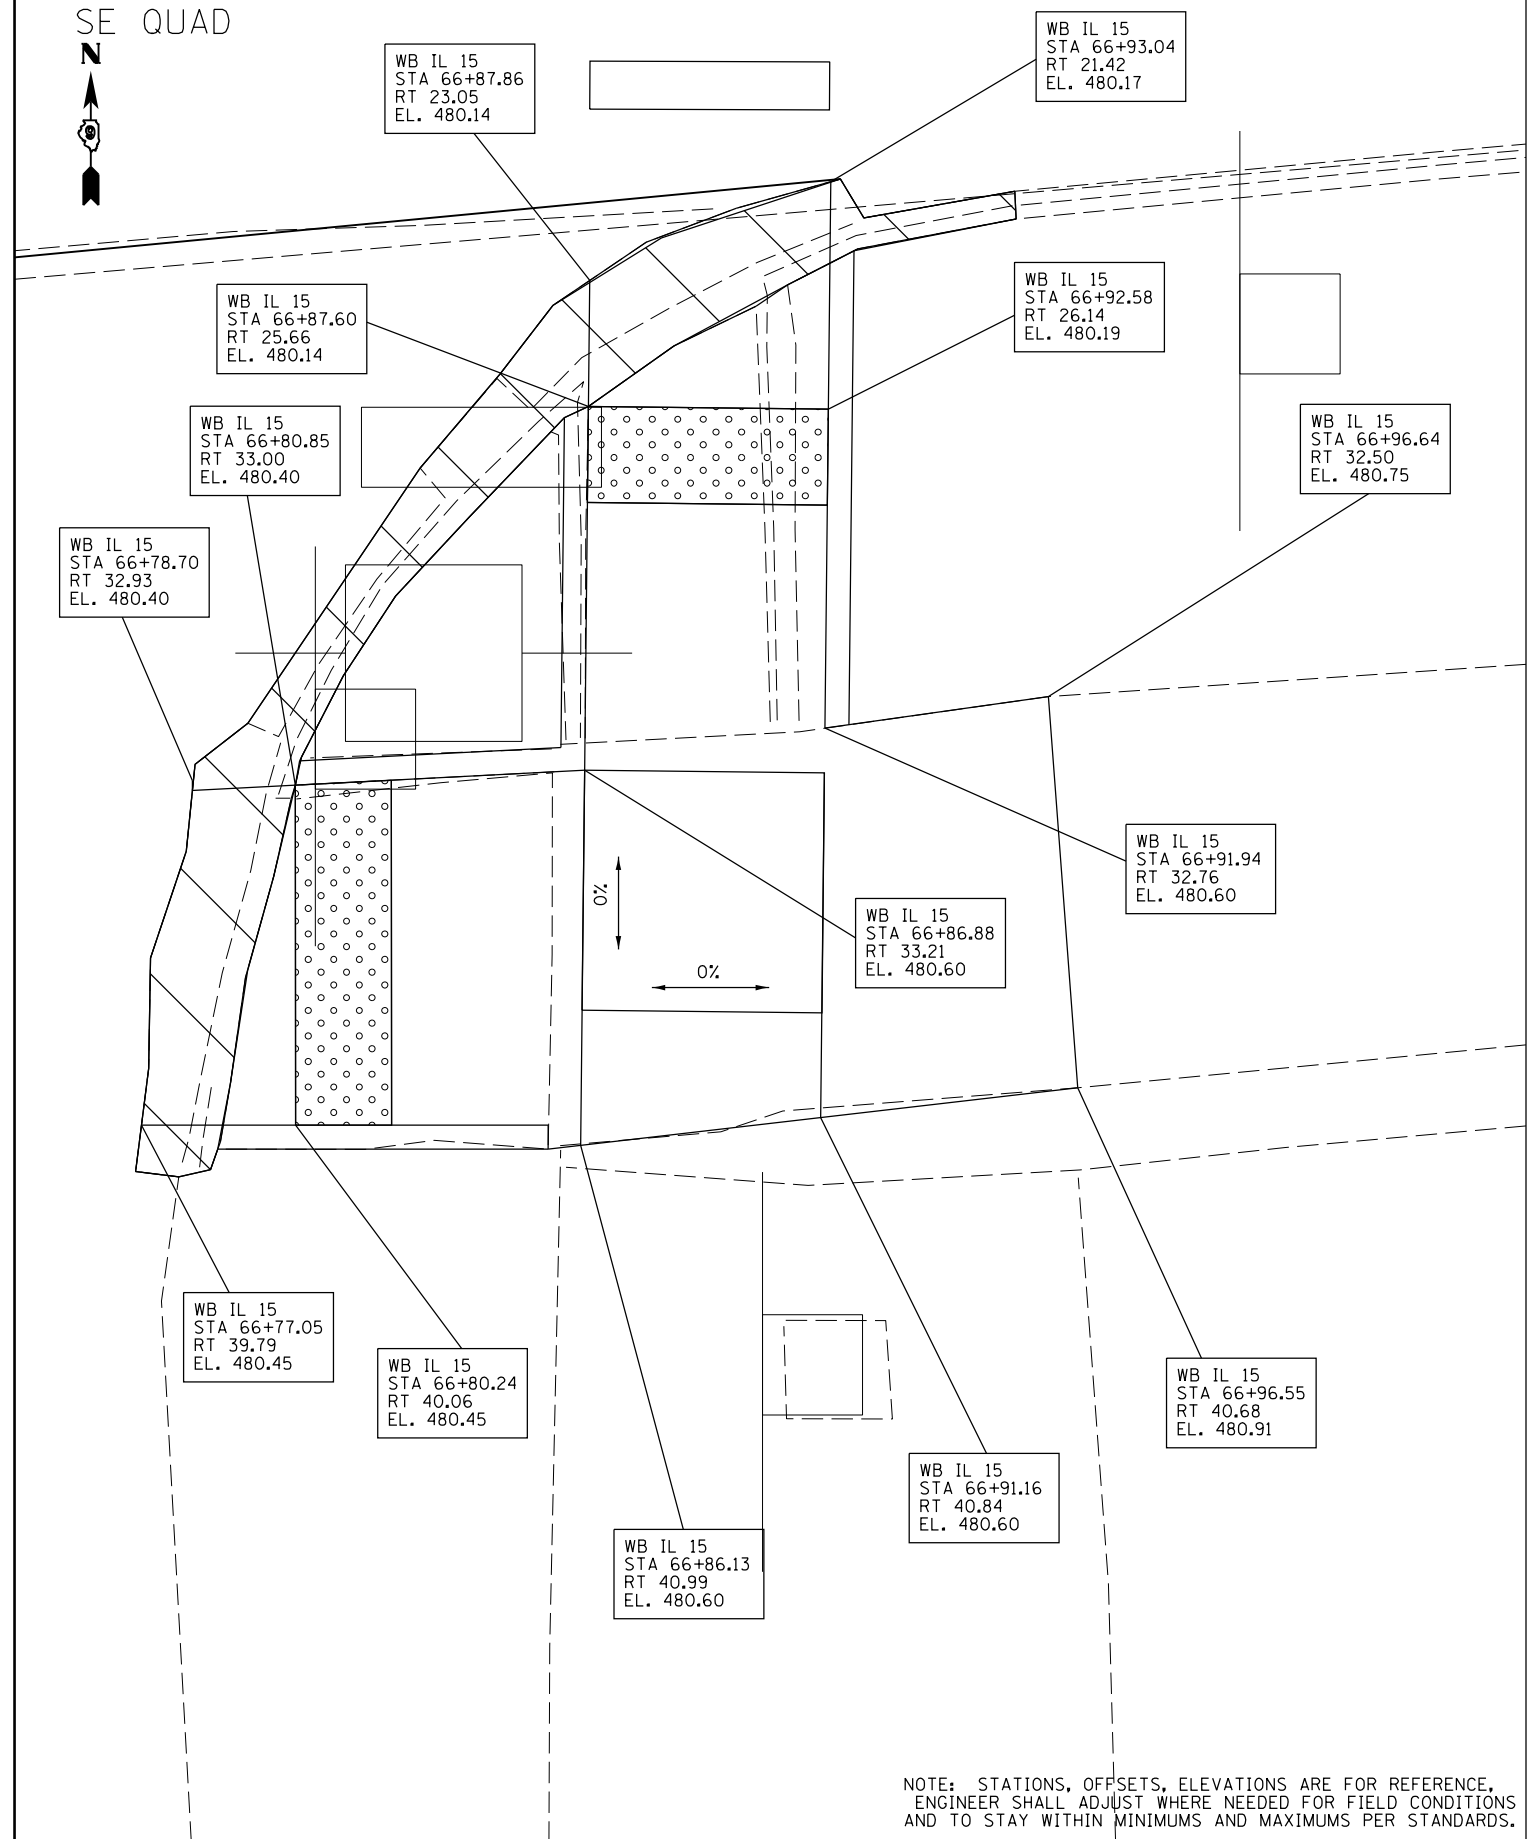 SE QUAD
N
9
WB IL 15
STA 66+87.86
RT 23.05
EL. 480.14
WB IL 15
STA 66+93.04
RT 21.42
EL. 480.17
WB IL 15
STA 66+87.60
RT 25.66
EL. 480.14
WB IL 15
STA 66+92.58
RT 26.14
EL. 480.19
WB IL 15
STA 66+80.85
RT 33.00
EL. 480.40
WB IL 15
STA 66+96.64
RT 32.50
EL. 480.75
WB IL 15
STA 66+78.70
RT 32.93
EL. 480.40
WB IL 15
STA 66+91.94
RT 32.76
EL. 480.60
0%
0%
WB IL 15
STA 66+86.88
RT 33.21
EL. 480.60
WB IL 15
STA 66+77.05
RT 39.79
EL. 480.45
WB IL 15
STA 66+80.24
RT 40.06
EL. 480.45
WB IL 15
STA 66+96.55
RT 40.68
EL. 480.91
WB IL 15
STA 66+91.16
RT 40.84
EL. 480.60
WB IL 15
STA 66+86.13
RT 40.99
EL. 480.60
NOTE: STATIONS, OFFSETS, ELEVATIONS ARE FOR REFERENCE,
ENGINEER SHALL ADJUST WHERE NEEDED FOR FIELD CONDITIONS
AND TO STAY WITHIN MINIMUMS AND MAXIMUMS PER STANDARDS.